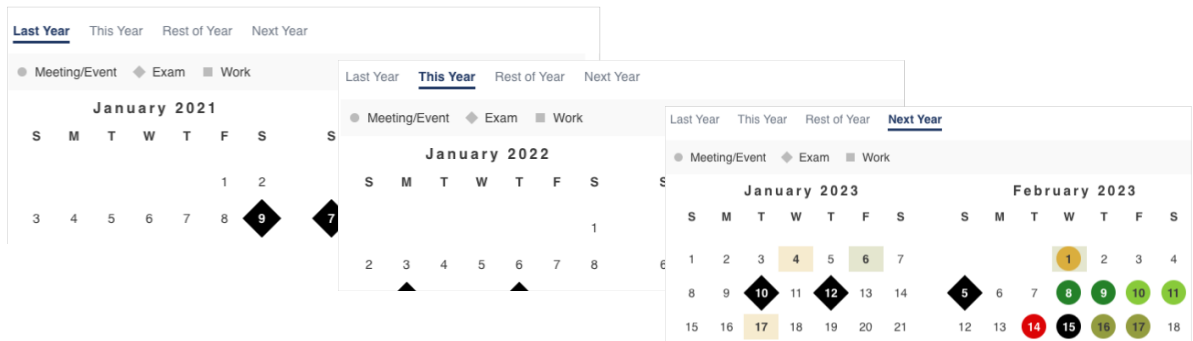 Last Year This Year Rest of Year Next Year
Meeting/Event Exam Work
January 2021
S M T W T F S S
1 2
3 4 5 6 7 8 9 7
Last Year This Year Rest of Year Next Year
Meeting/Event Exam Work
January 2022
S M T W T F S S
1
2 3 4 5 6 7 8 6
Last Year This Year Rest of Year Next Year
Meeting/Event Exam Work
January 2023 February 2023
S M T W T F S S M T W T F S
1 2 3 4 5 6 7 1 2 3 4
8 9 10 11 12 13 14 5 6 7 8 9 10 11
15 16 17 18 19 20 21 12 13 14 15 16 17 18